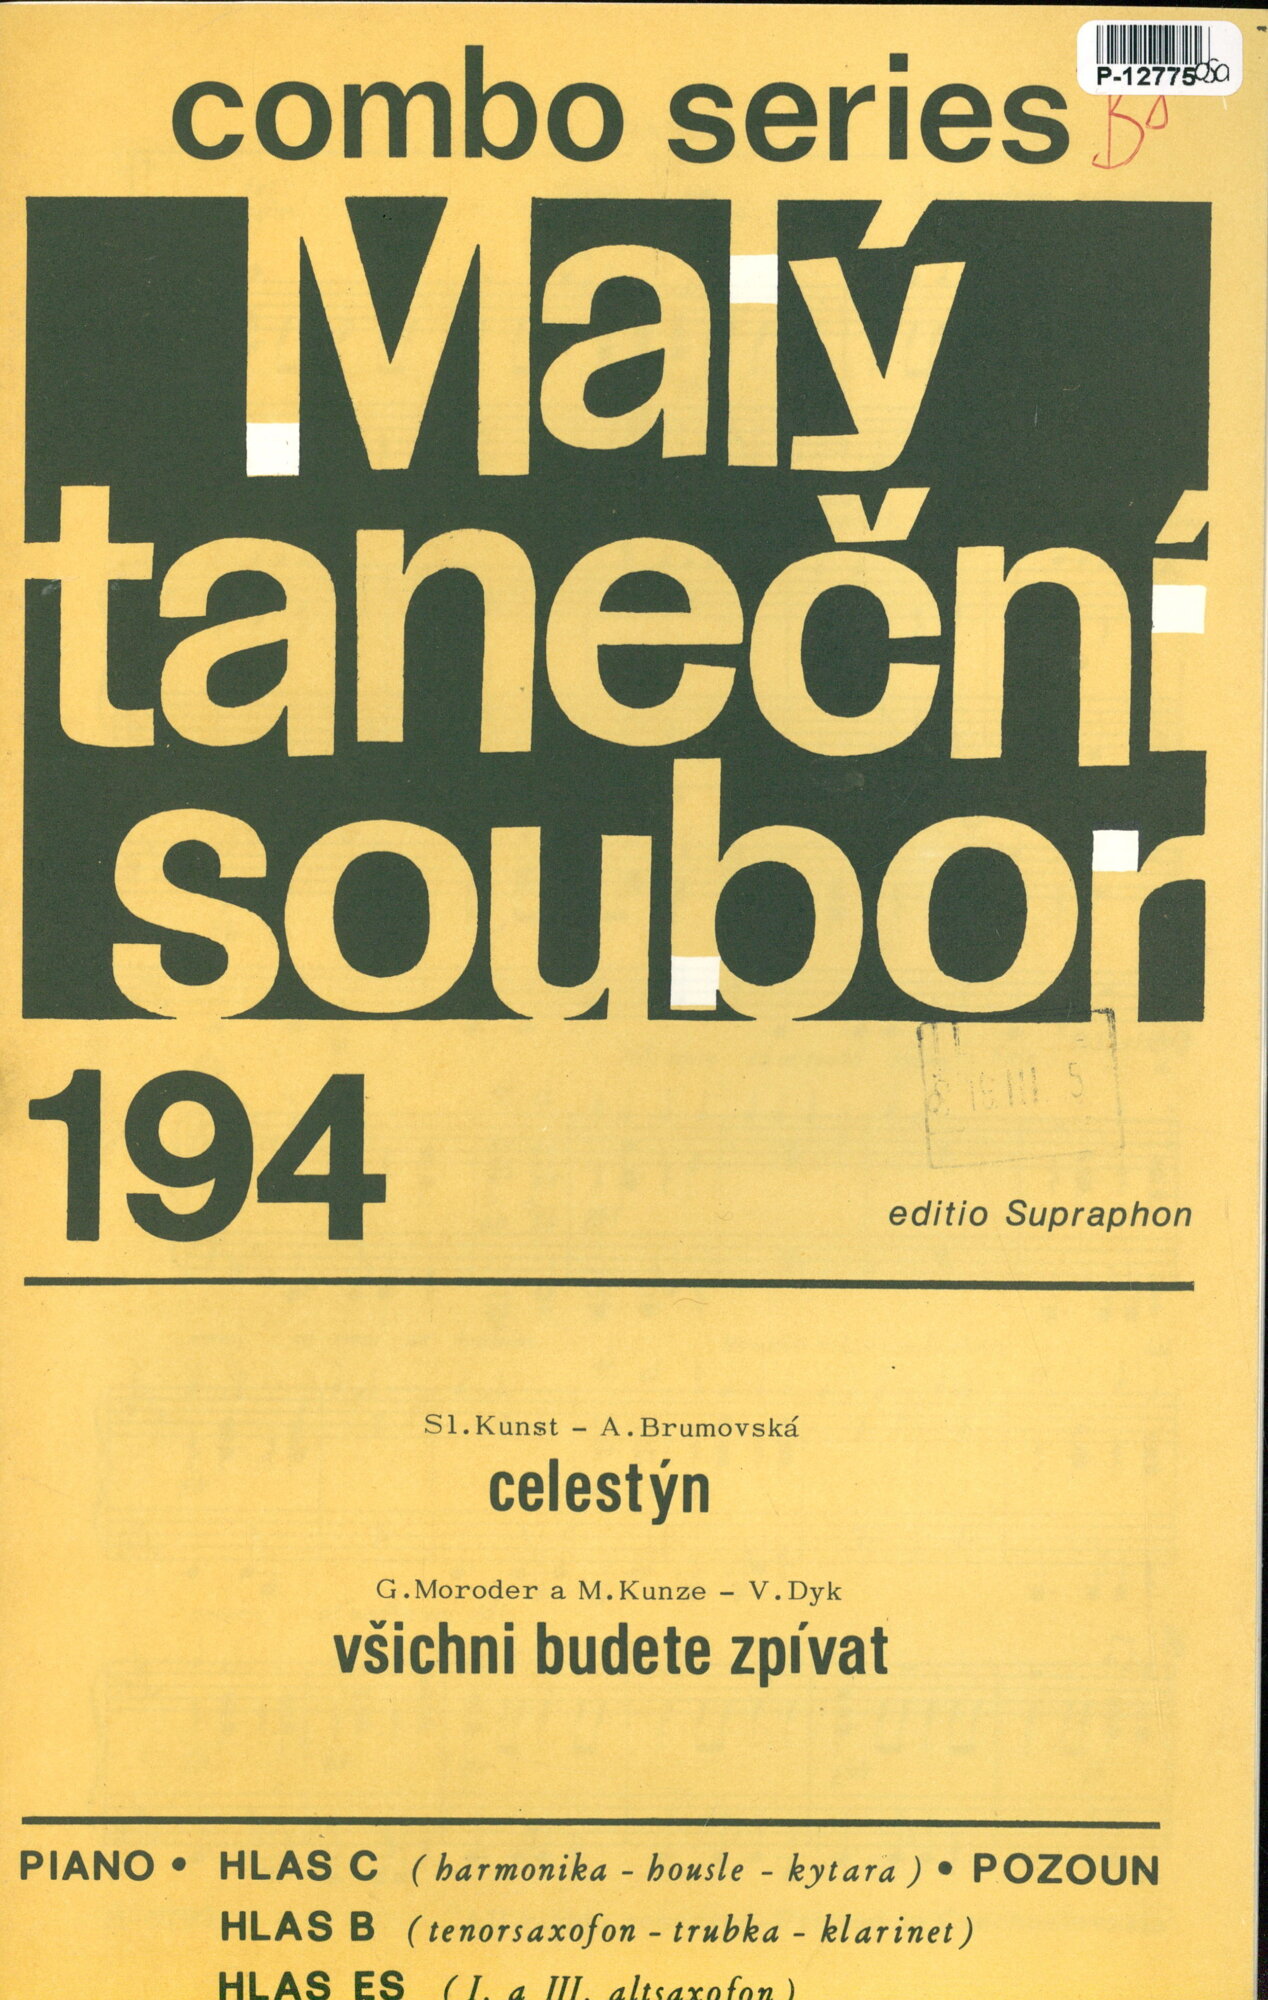 P-12775
combo series
Malý
taneční
soubor
194
editio Supraphon
Sl.Kunst – A.Brumovská
celestýn
G.Moroder a M.Kunze – V.Dyk
všichni budete zpívat
PIANO • HLAS C (harmonika – housle – kytara) • POZOUN
HLAS B (tenorsaxofon – trubka – klarinet)
HLAS ES (I. a III. altsaxofon)